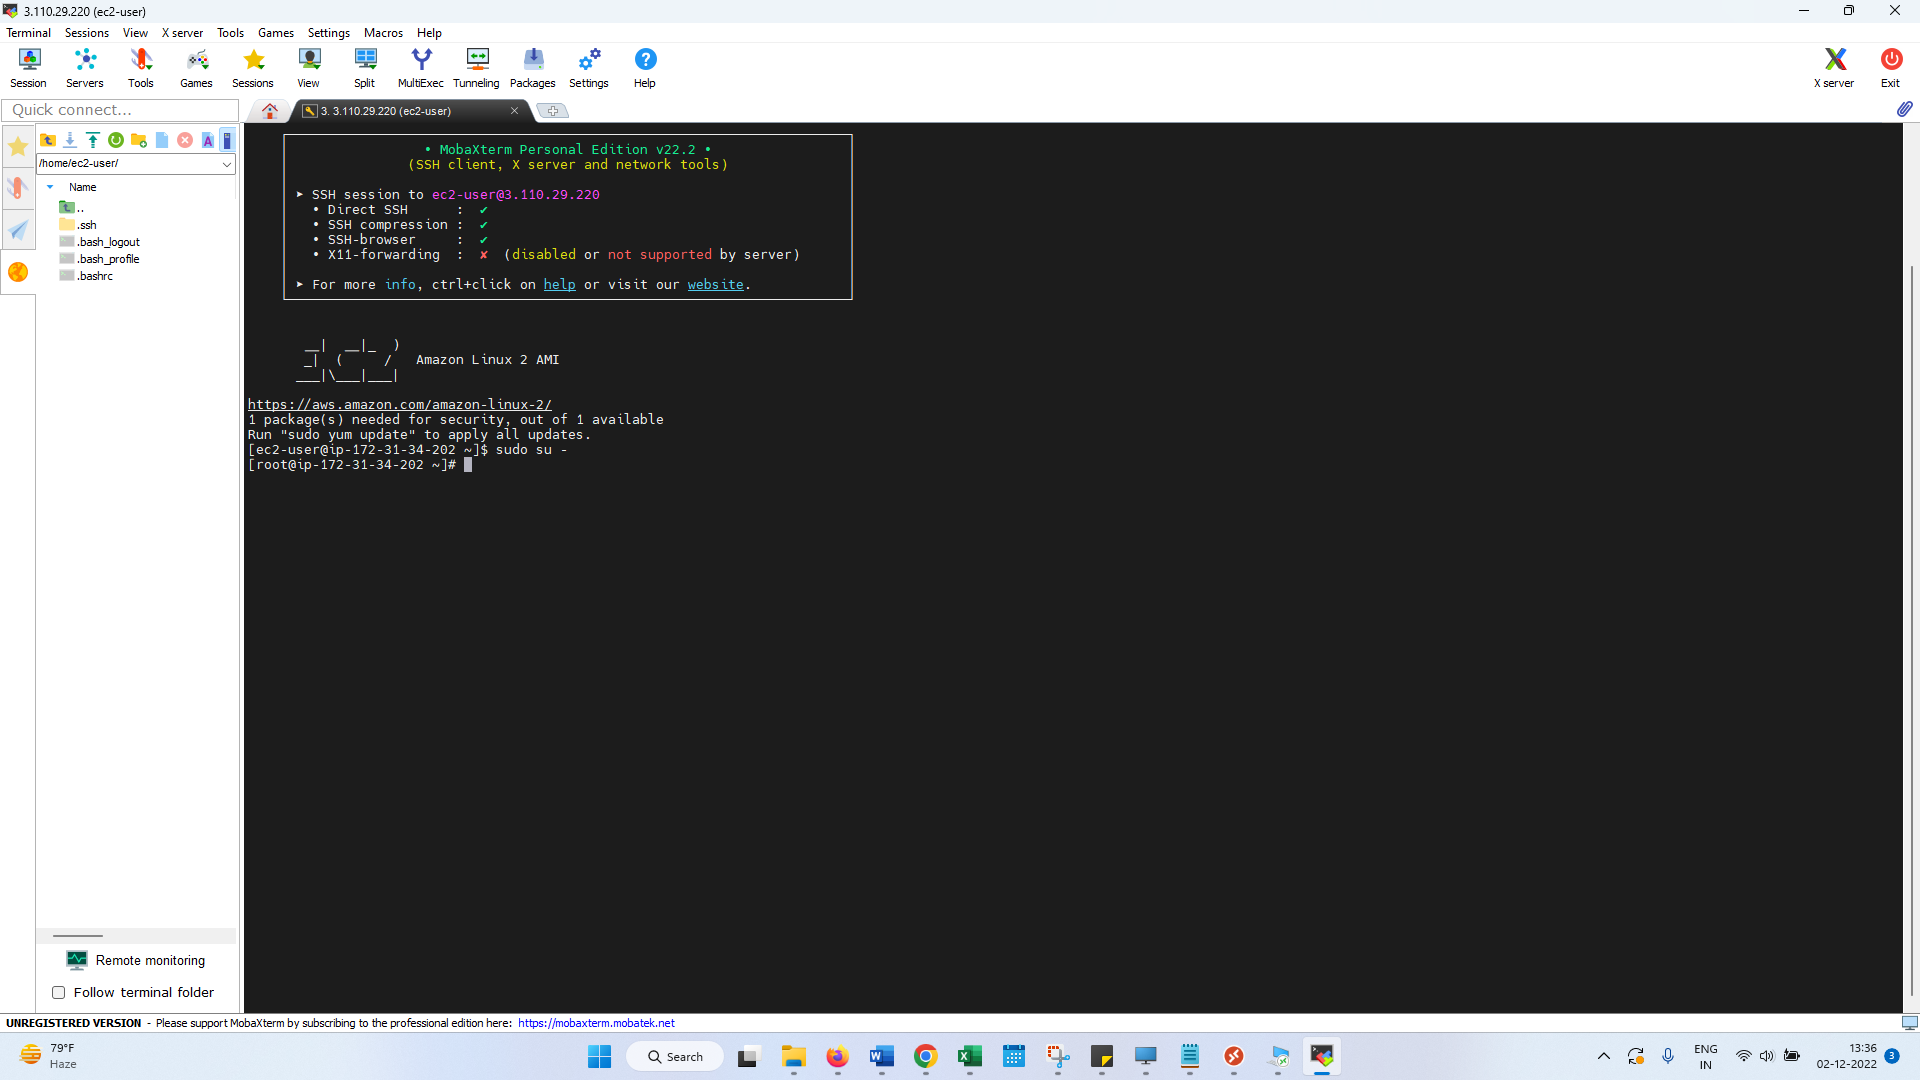 3.110.29.220 (ec2-user)
Terminal Sessions View X server Tools Games Settings Macros Help
Session Servers Tools Games Sessions View Split MultiExec Tunneling Packages Settings Help X server Exit
Quick connect...
3. 3.110.29.220 (ec2-user)
/home/ec2-user/
Name
..
.ssh
.bash_logout
.bash_profile
.bashrc
Remote monitoring
Follow terminal folder
• MobaXterm Personal Edition v22.2 •
(SSH client, X server and network tools)
➤ SSH session to ec2-user@3.110.29.220
• Direct SSH : ✔
• SSH compression : ✔
• SSH-browser : ✔
• X11-forwarding : ✘ (disabled or not supported by server)
➤ For more info, ctrl+click on help or visit our website.
__| __|_ )
_| ( / Amazon Linux 2 AMI
___|\___|___|
https://aws.amazon.com/amazon-linux-2/
1 package(s) needed for security, out of 1 available
Run "sudo yum update" to apply all updates.
[ec2-user@ip-172-31-34-202 ~]$ sudo su -
[root@ip-172-31-34-202 ~]#
UNREGISTERED VERSION - Please support MobaXterm by subscribing to the professional edition here: https://mobaxterm.mobatek.net
79°F
Haze
Search
ENG
IN
13:36
02-12-2022
3